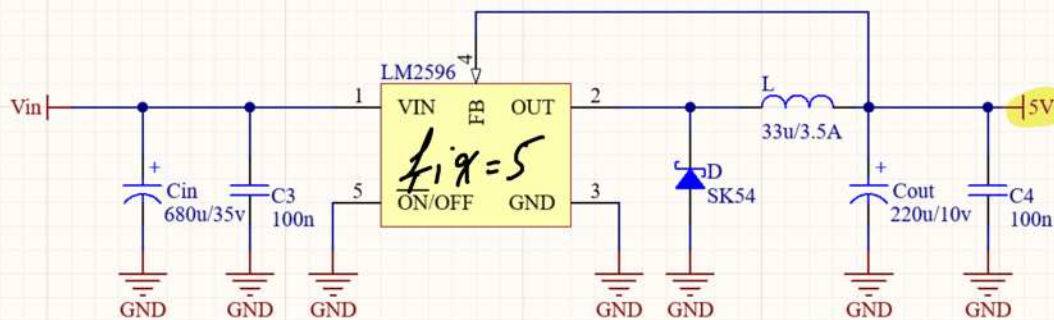 4
LM2596
Vin
1
VIN
FB
OUT
2
L
33u/3.5A
5V
fix=5
+
Cin
680u/35v
C3
100n
5
ON/OFF
GND
3
D
SK54
+
Cout
220u/10v
C4
100n
GND
GND
GND
GND
GND
GND
GND